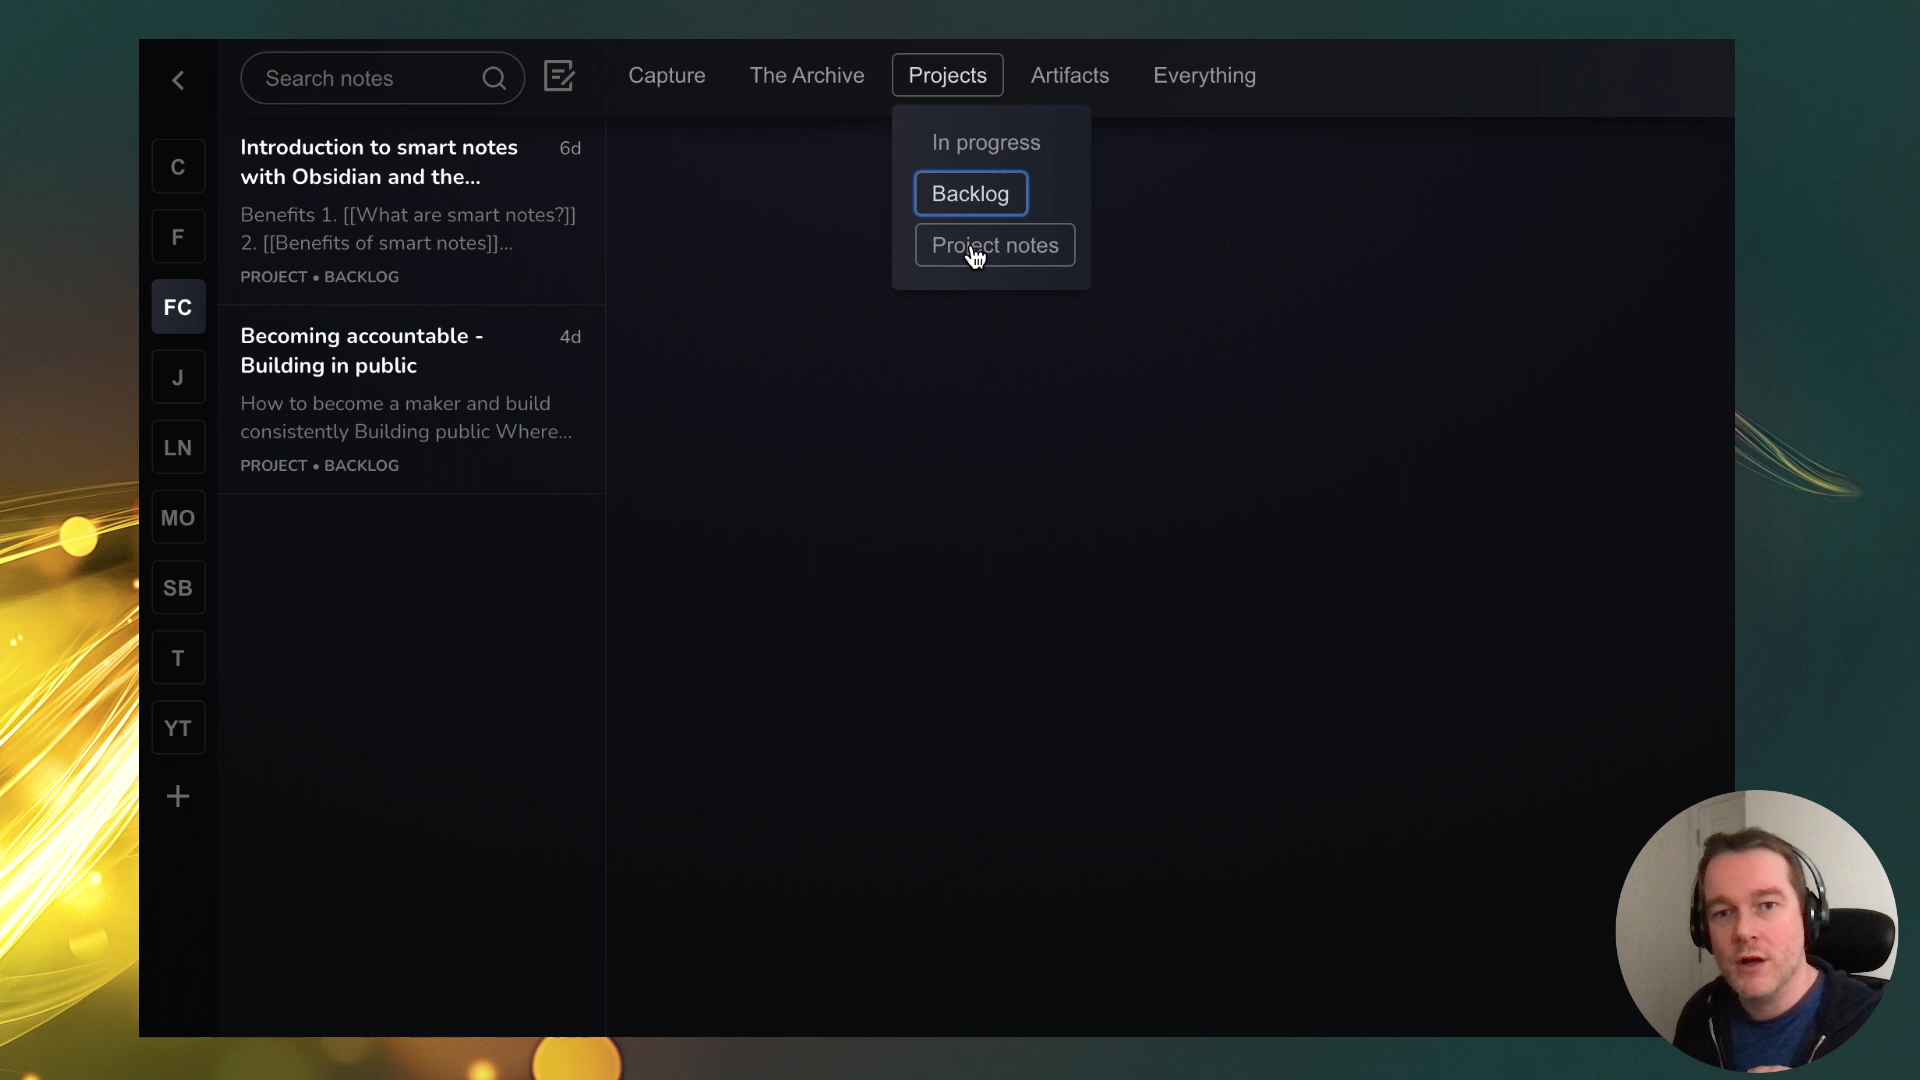 Search notes
Capture
The Archive
Projects
Artifacts
Everything
In progress
Backlog
Project notes
C
F
FC
J
LN
MO
SB
T
YT
Introduction to smart notes 6d
with Obsidian and the...
Benefits 1. [[What are smart notes?]]
2. [[Benefits of smart notes]]...
PROJECT • BACKLOG
Becoming accountable - 4d
Building in public
How to become a maker and build
consistently Building public Where...
PROJECT • BACKLOG